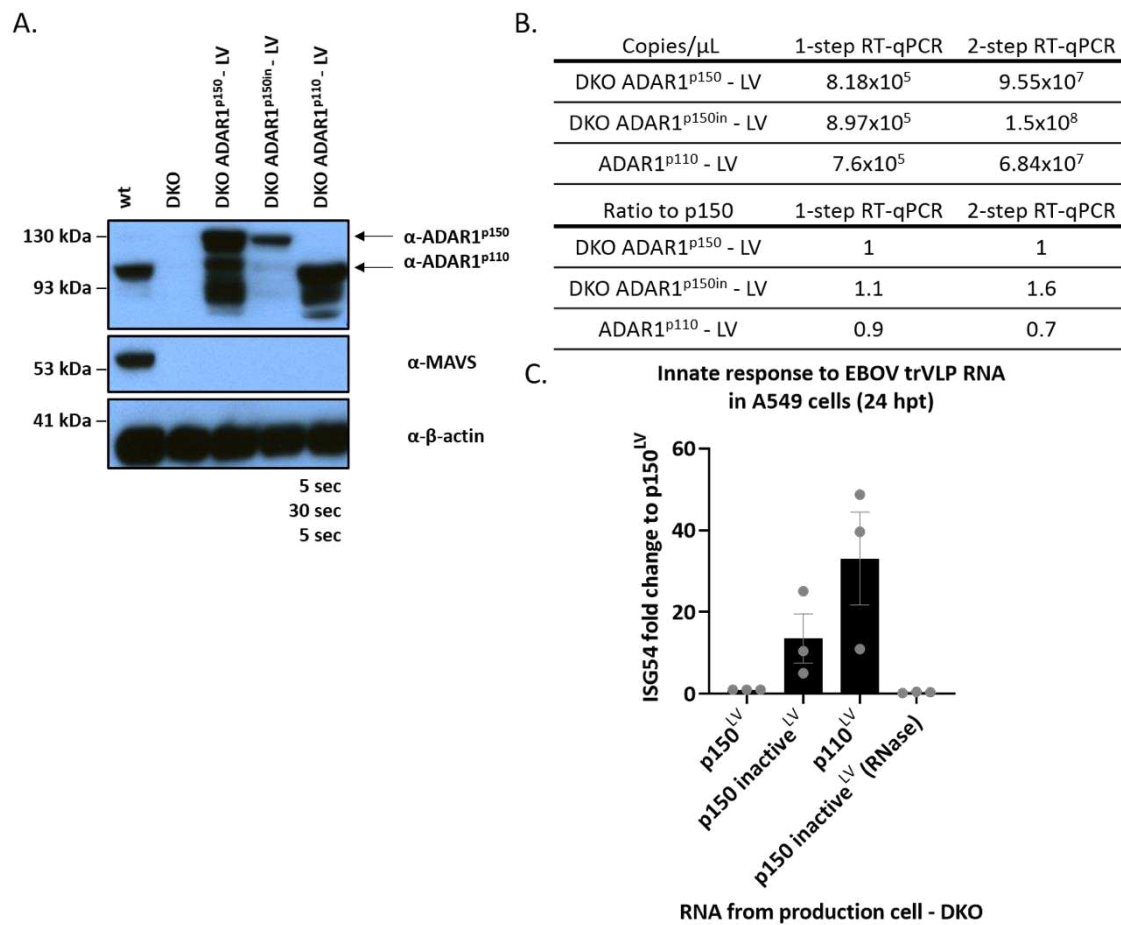 A.
wt
DKO
DKO ADAR1p150 - LV
DKO ADAR1p150in - LV
DKO ADAR1p110 - LV
130 kDa
93 kDa
α-ADAR1p150
α-ADAR1p110
53 kDa
α-MAVS
41 kDa
α-β-actin
5 sec
30 sec
5 sec
B.
Copies/µL 1-step RT-qPCR 2-step RT-qPCR
DKO ADAR1p150 - LV 8.18x10⁵ 9.55x10⁷
DKO ADAR1p150in - LV 8.97x10⁵ 1.5x10⁸
ADAR1p110 - LV 7.6x10⁵ 6.84x10⁷
Ratio to p150 1-step RT-qPCR 2-step RT-qPCR
DKO ADAR1p150 - LV 1 1
DKO ADAR1p150in - LV 1.1 1.6
ADAR1p110 - LV 0.9 0.7
C.
Innate response to EBOV trVLP RNA
in A549 cells (24 hpt)
ISG54 fold change to p150LV
60
40
20
0
p150LV
p150 inactiveLV
p110LV
p150 inactiveLV (RNase)
RNA from production cell - DKO